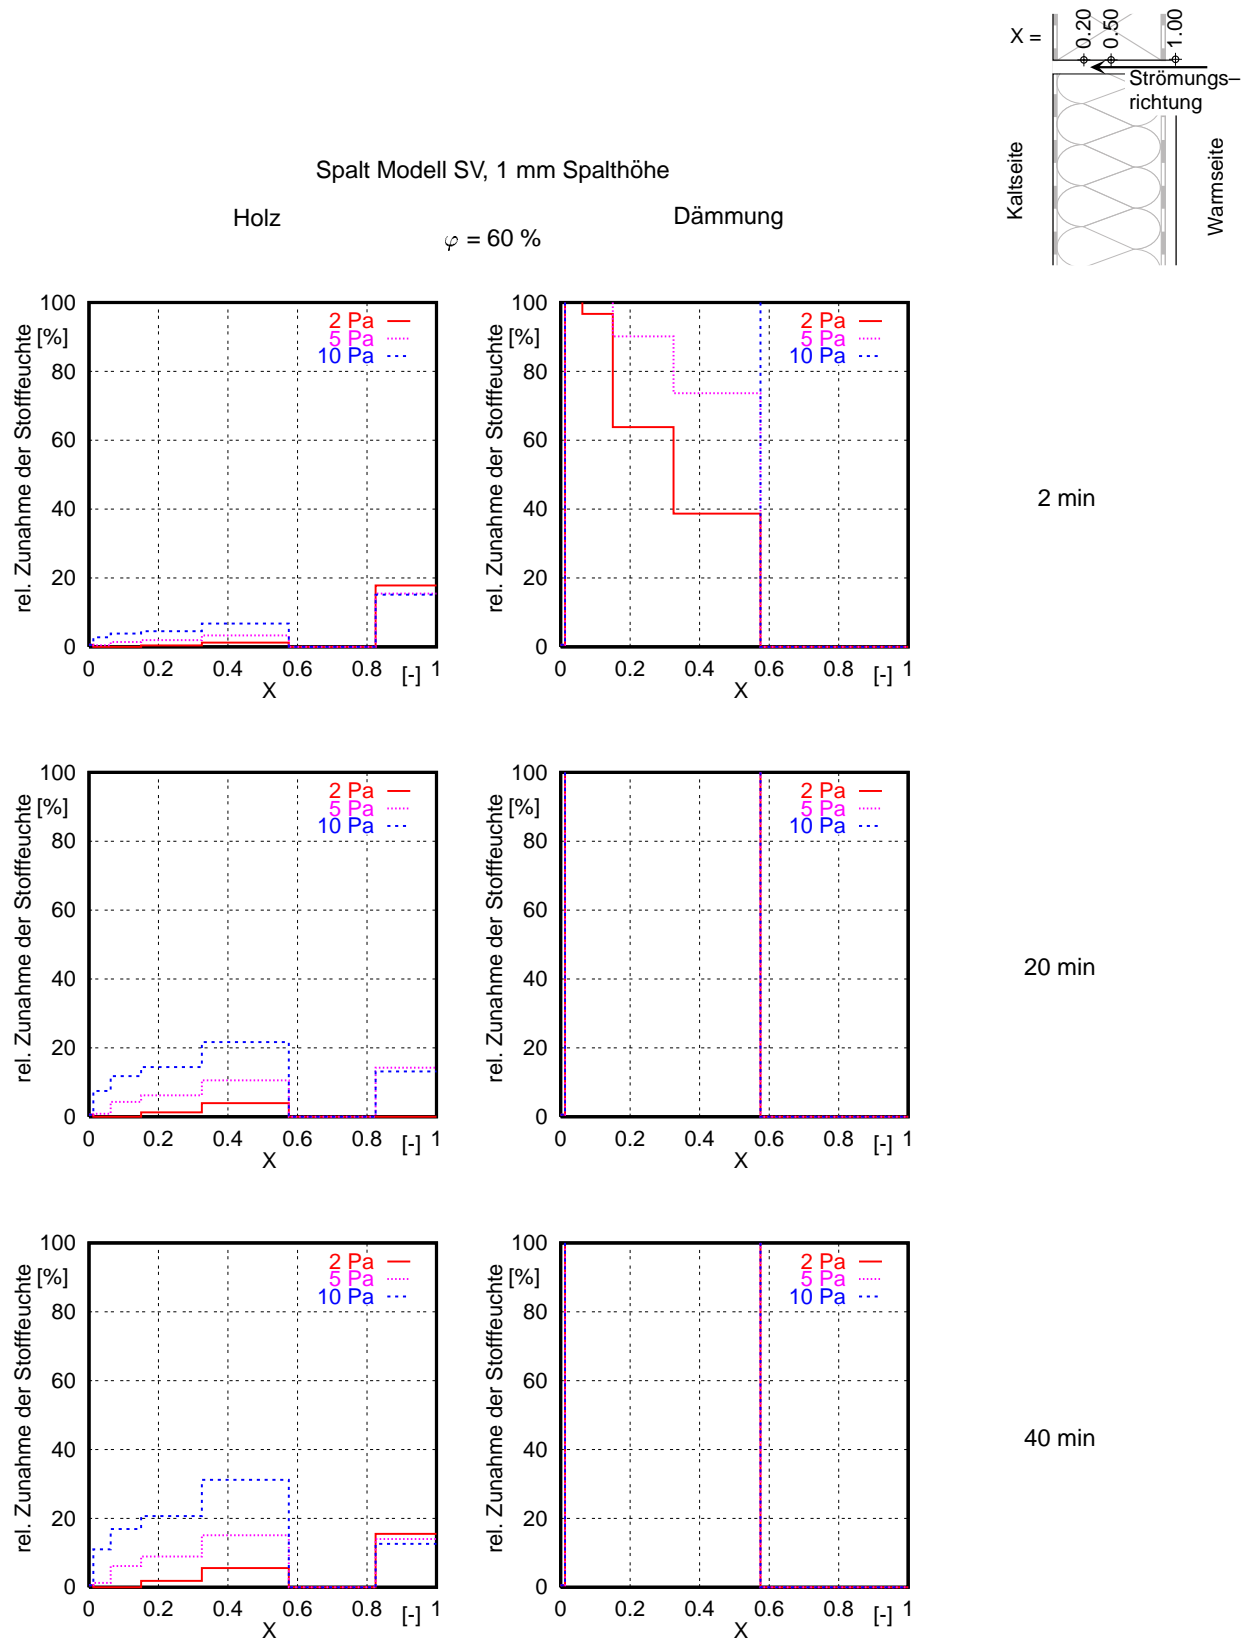 X =
0.20
0.50
1.00
Strömungs–
richtung
Kaltseite
Warmseite
Spalt Modell SV, 1 mm Spalthöhe
Holz
Dämmung
φ = 60 %
rel. Zunahme der Stofffeuchte
[%]
100
80
60
40
20
0
2 Pa
5 Pa
10 Pa
0 0.2 0.4 0.6 0.8 1
X
[-]
rel. Zunahme der Stofffeuchte
[%]
100
80
60
40
20
0
2 Pa
5 Pa
10 Pa
0 0.2 0.4 0.6 0.8 1
X
[-]
2 min
rel. Zunahme der Stofffeuchte
[%]
100
80
60
40
20
0
2 Pa
5 Pa
10 Pa
0 0.2 0.4 0.6 0.8 1
X
[-]
rel. Zunahme der Stofffeuchte
[%]
100
80
60
40
20
0
2 Pa
5 Pa
10 Pa
0 0.2 0.4 0.6 0.8 1
X
[-]
20 min
rel. Zunahme der Stofffeuchte
[%]
100
80
60
40
20
0
2 Pa
5 Pa
10 Pa
0 0.2 0.4 0.6 0.8 1
X
[-]
rel. Zunahme der Stofffeuchte
[%]
100
80
60
40
20
0
2 Pa
5 Pa
10 Pa
0 0.2 0.4 0.6 0.8 1
X
[-]
40 min